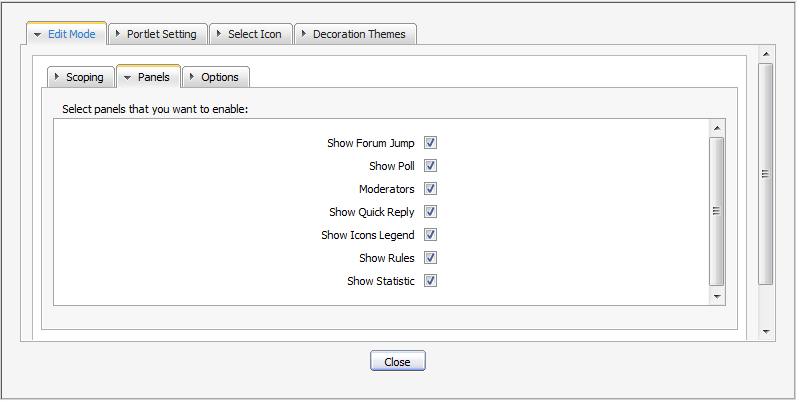 Edit Mode Portlet Setting Select Icon Decoration Themes
Scoping Panels Options
Select panels that you want to enable:
Show Forum Jump
Show Poll
Moderators
Show Quick Reply
Show Icons Legend
Show Rules
Show Statistic
Close